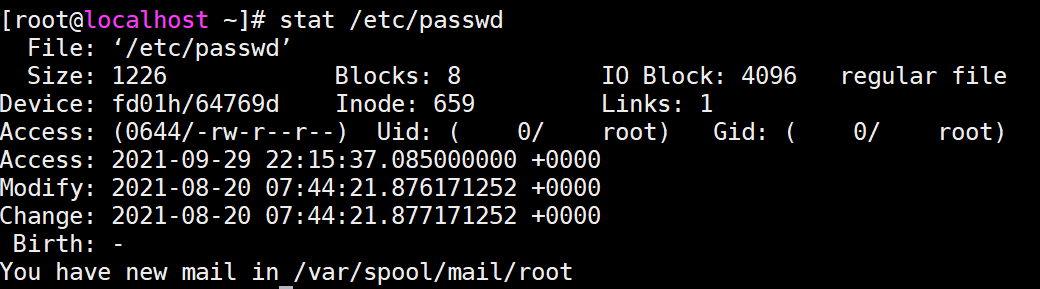 [root@localhost ~]# stat /etc/passwd
  File: ‘/etc/passwd’
  Size: 1226            Blocks: 8          IO Block: 4096   regular file
Device: fd01h/64769d    Inode: 659         Links: 1
Access: (0644/-rw-r--r--)  Uid: (    0/    root)   Gid: (    0/    root)
Access: 2021-09-29 22:15:37.085000000 +0000
Modify: 2021-08-20 07:44:21.876171252 +0000
Change: 2021-08-20 07:44:21.877171252 +0000
 Birth: -
You have new mail in /var/spool/mail/root